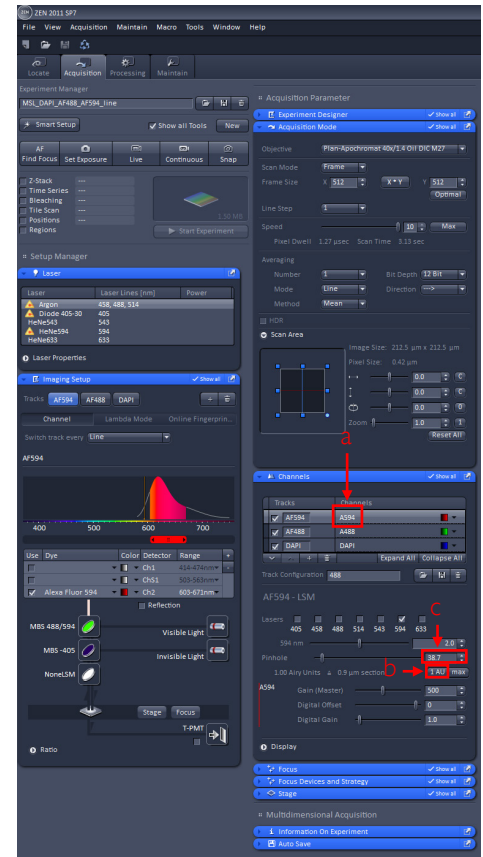 ZEN 2011 SP7
File View Acquisition Maintain Macro Tools Window Help
Locate Acquisition Processing Maintain
Experiment Manager
MSL_DAPI_AF488_AF594_line
Smart Setup Show all Tools New
AF
Find Focus Set Exposure Live Continuous Snap
Z-Stack ---
Time Series ---
Bleaching ---
Tile Scan ---
Positions ---
Regions
1.50 MB
Start Experiment
Setup Manager
Laser
Laser Laser Lines [nm] Power
Argon 458, 488, 514
Diode 405-30 405
HeNe543 543
HeNe594 594
HeNe633 633
Laser Properties
Imaging Setup Show all
Tracks AF594 AF488 DAPI
Channel Lambda Mode Online Fingerprin...
Switch track every Line
AF594
400 500 600 700
Use Dye Color Detector Range
Ch1 414-474nm
ChS1 503-563nm
Alexa Fluor 594 Ch2 603-671nm
Reflection
MBS 488/594 Visible Light
MBS -405 Invisible Light
NoneLSM
Stage Focus
T-PMT
Ratio
Acquisition Parameter
Experiment Designer Show all
Acquisition Mode Show all
Objective Plan-Apochromat 40x/1.4 Oil DIC M27
Scan Mode Frame
Frame Size X 512 X * Y Y 512
Optimal
Line Step 1
Speed 10 Max
Pixel Dwell 1.27 µsec Scan Time 3.13 sec
Averaging
Number 1 Bit Depth 12 Bit
Mode Line Direction -->
Method Mean
HDR
Scan Area
Image Size: 212.5 µm x 212.5 µm
Pixel Size: 0.42 µm
0.0 C
0.0 C
0.0 0
Zoom 1.0 1
Reset All
a
Channels Show all
Tracks Channels
AF594 A594
AF488 A488
DAPI DAPI
Expand All Collapse All
Track Configuration 488
AF594 - LSM
C
Lasers
405 458 488 514 543 594 633
594 nm 2.0
Pinhole 38.7
1.00 Airy Units ≙ 0.9 µm section b 1 AU max
A594 Gain (Master) 500
Digital Offset 0
Digital Gain 1.0
Display
Focus Show all
Focus Devices and Strategy Show all
Stage Show all
Multidimensional Acquisition
Information On Experiment
Auto Save